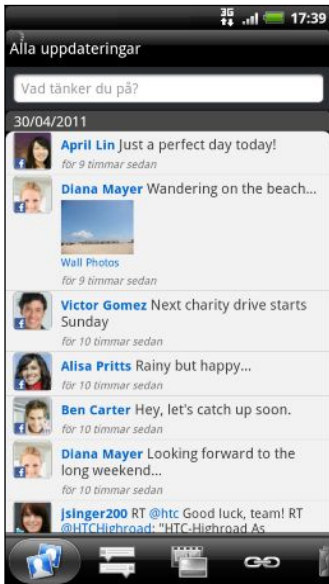 3G 17:39
Alla uppdateringar
Vad tänker du på?
30/04/2011
April Lin Just a perfect day today!
för 9 timmar sedan
Diana Mayer Wandering on the beach...
Wall Photos
för 9 timmar sedan
Victor Gomez Next charity drive starts
Sunday
för 10 timmar sedan
Alisa Pritts Rainy but happy...
för 10 timmar sedan
Ben Carter Hey, let's catch up soon.
för 10 timmar sedan
Diana Mayer Looking forward to the
long weekend...
för 10 timmar sedan
jsinger200 RT @htc Good luck, team! RT
@HTCHighroad: "HTC-Highroad As